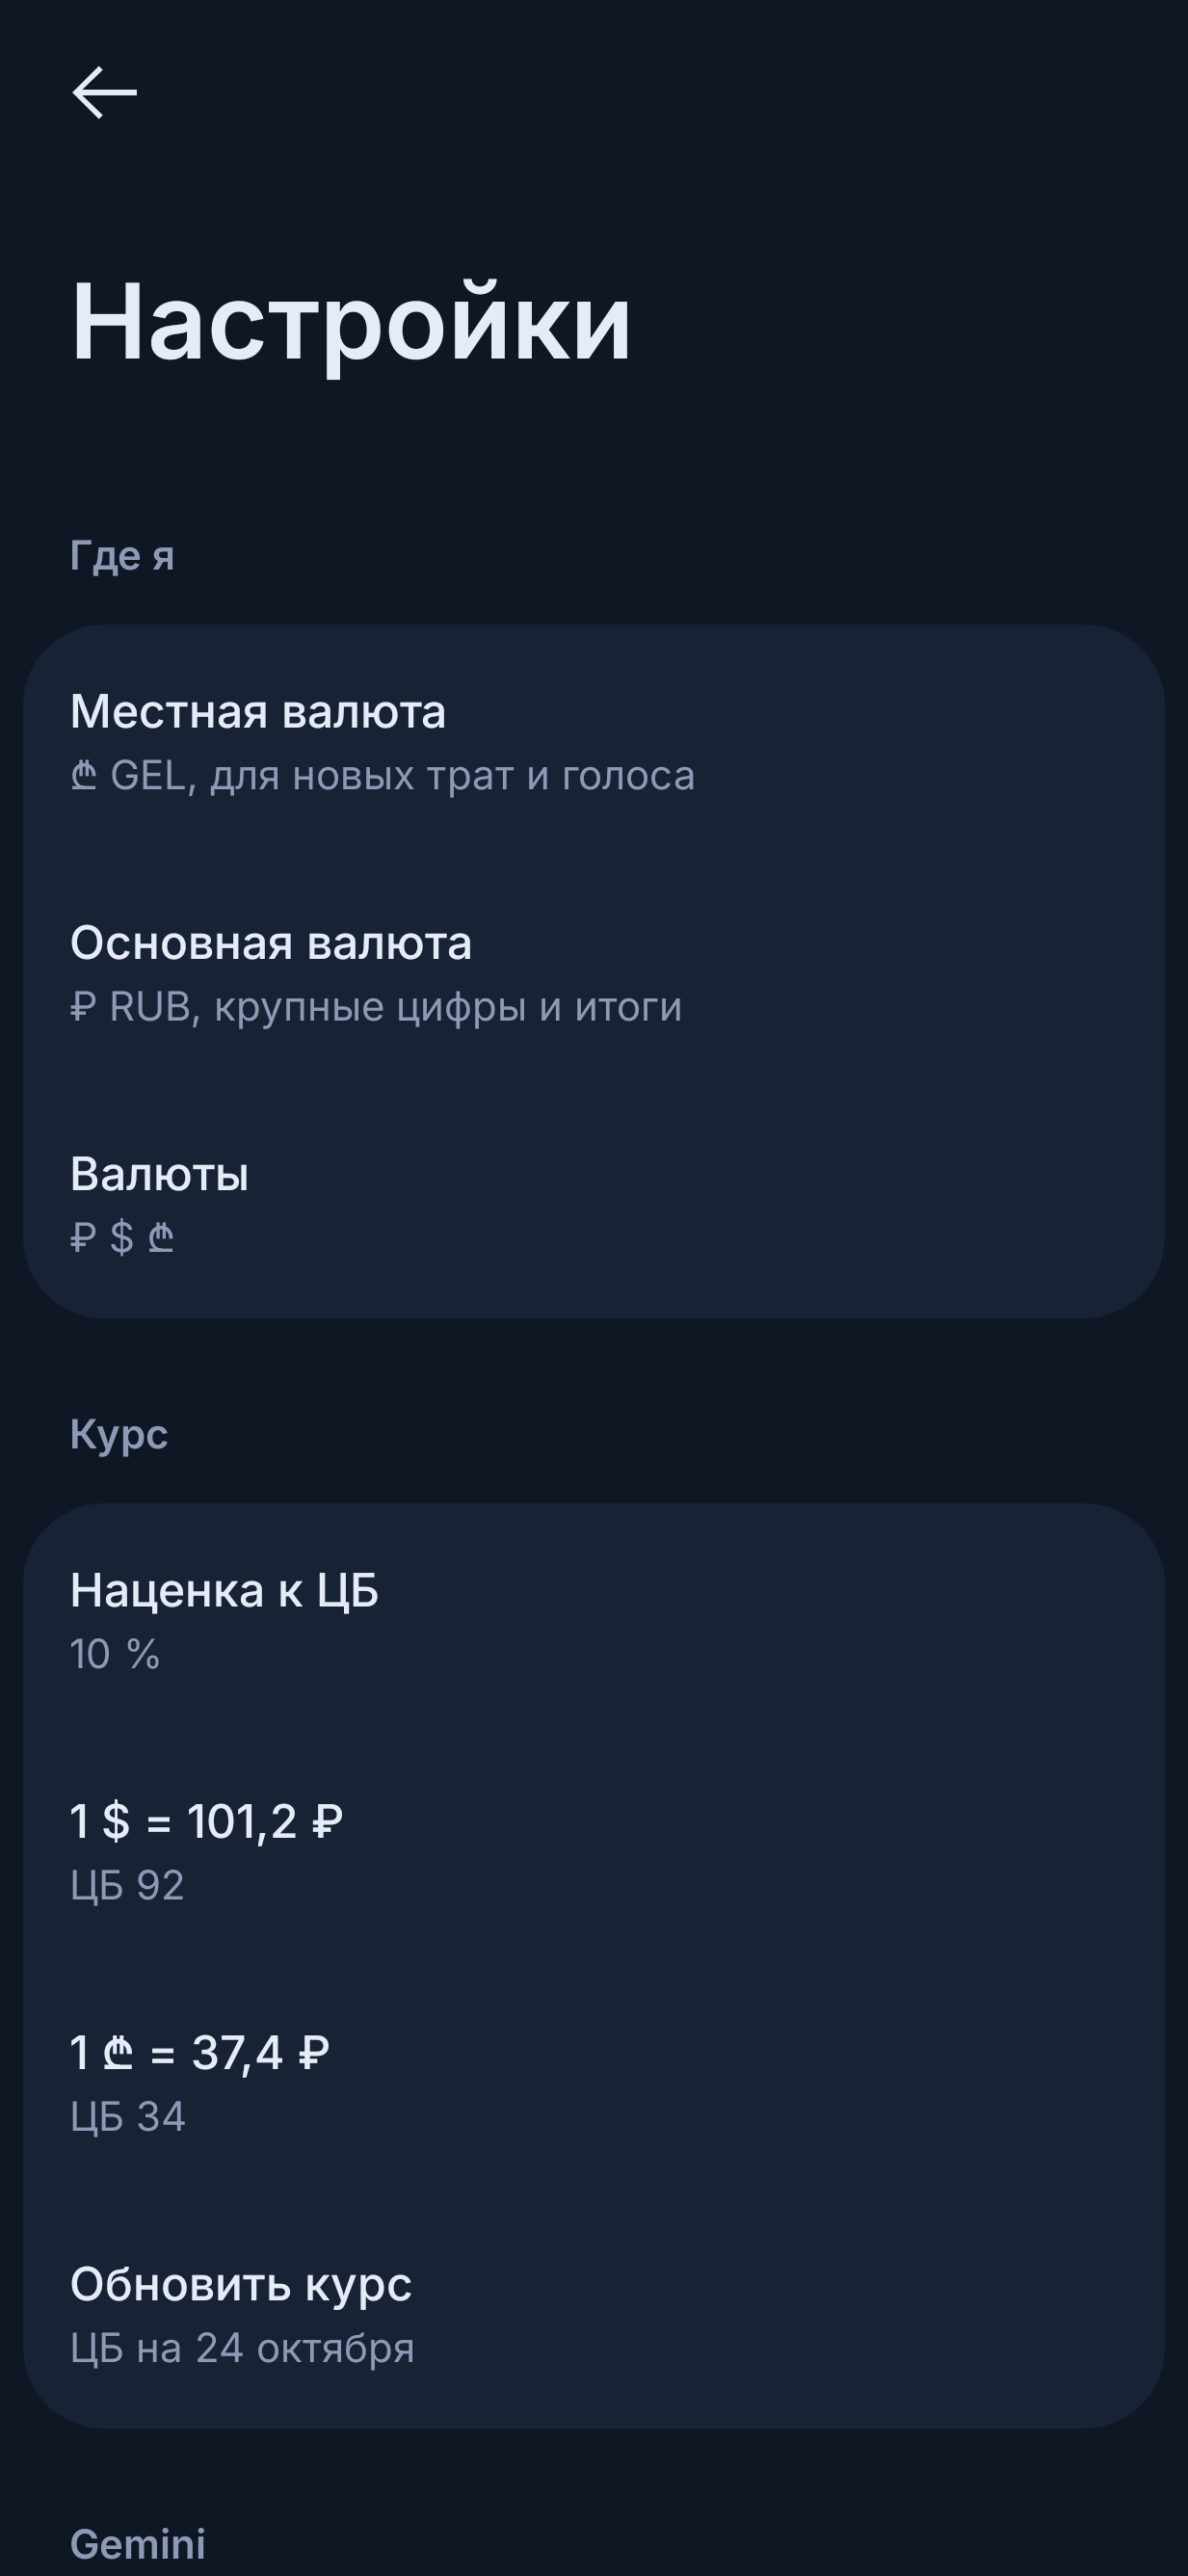 Настройки
Где я
Местная валюта
₾ GEL, для новых трат и голоса
Основная валюта
₽ RUB, крупные цифры и итоги
Валюты
₽ $ ₾
Курс
Наценка к ЦБ
10 %
1 $ = 101,2 ₽
ЦБ 92
1 ₾ = 37,4 ₽
ЦБ 34
Обновить курс
ЦБ на 24 октября
Gemini